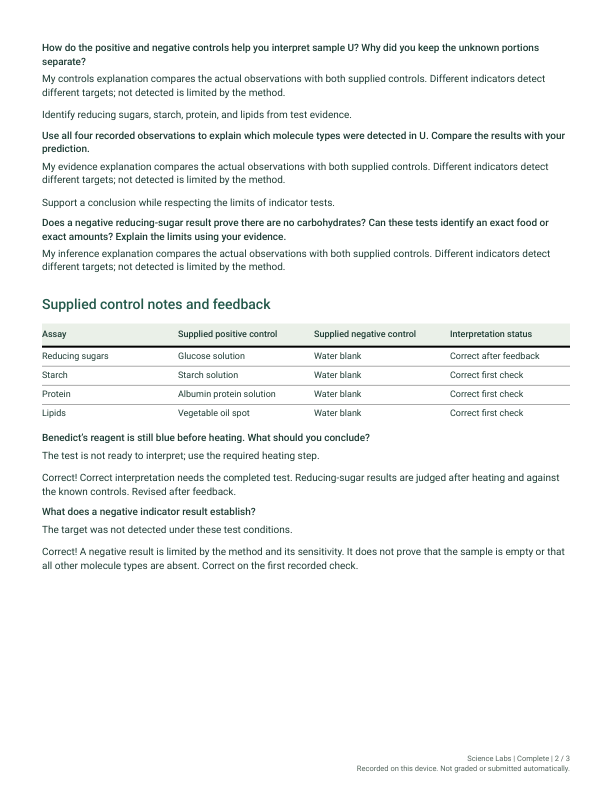 How do the positive and negative controls help you interpret sample U? Why did you keep the unknown portions
separate?
My controls explanation compares the actual observations with both supplied controls. Different indicators detect
different targets; not detected is limited by the method.
Identify reducing sugars, starch, protein, and lipids from test evidence.
Use all four recorded observations to explain which molecule types were detected in U. Compare the results with your
prediction.
My evidence explanation compares the actual observations with both supplied controls. Different indicators detect
different targets; not detected is limited by the method.
Support a conclusion while respecting the limits of indicator tests.
Does a negative reducing-sugar result prove there are no carbohydrates? Can these tests identify an exact food or
exact amounts? Explain the limits using your evidence.
My inference explanation compares the actual observations with both supplied controls. Different indicators detect
different targets; not detected is limited by the method.
Supplied control notes and feedback
Assay Supplied positive control Supplied negative control Interpretation status
Reducing sugars Glucose solution Water blank Correct after feedback
Starch Starch solution Water blank Correct first check
Protein Albumin protein solution Water blank Correct first check
Lipids Vegetable oil spot Water blank Correct first check
Benedict's reagent is still blue before heating. What should you conclude?
The test is not ready to interpret; use the required heating step.
Correct! Correct interpretation needs the completed test. Reducing-sugar results are judged after heating and against
the known controls. Revised after feedback.
What does a negative indicator result establish?
The target was not detected under these test conditions.
Correct! A negative result is limited by the method and its sensitivity. It does not prove that the sample is empty or that
all other molecule types are absent. Correct on the first recorded check.
Science Labs | Complete | 2 / 3
Recorded on this device. Not graded or submitted automatically.